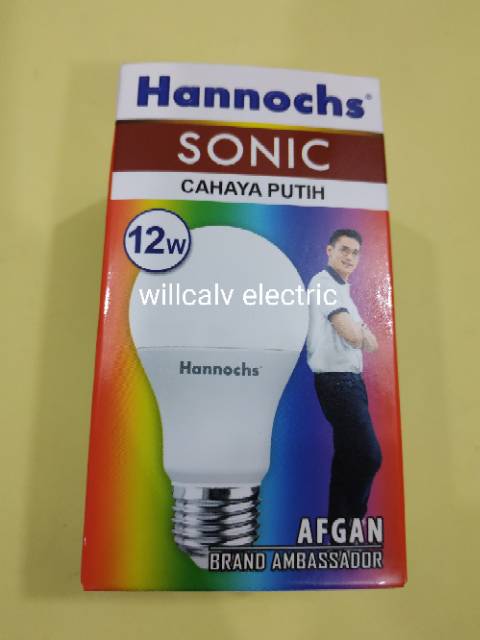 Hannochs®
SONIC
CAHAYA PUTIH
12W
willcalv electric
Hannochs
AFGAN
BRAND AMBASSADOR